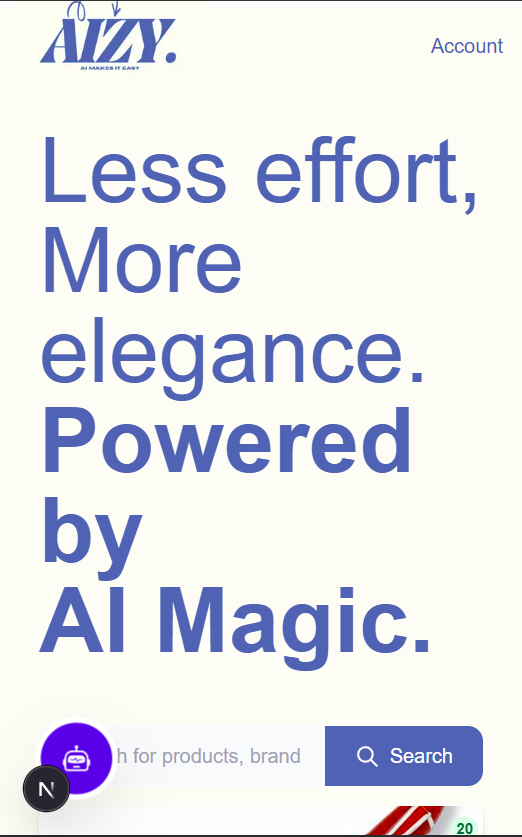 AIZY.
AI MAKES IT EASY
Account
Less effort,
More
elegance.
Powered
by
AI Magic.
h for products, brand
Search
N
20